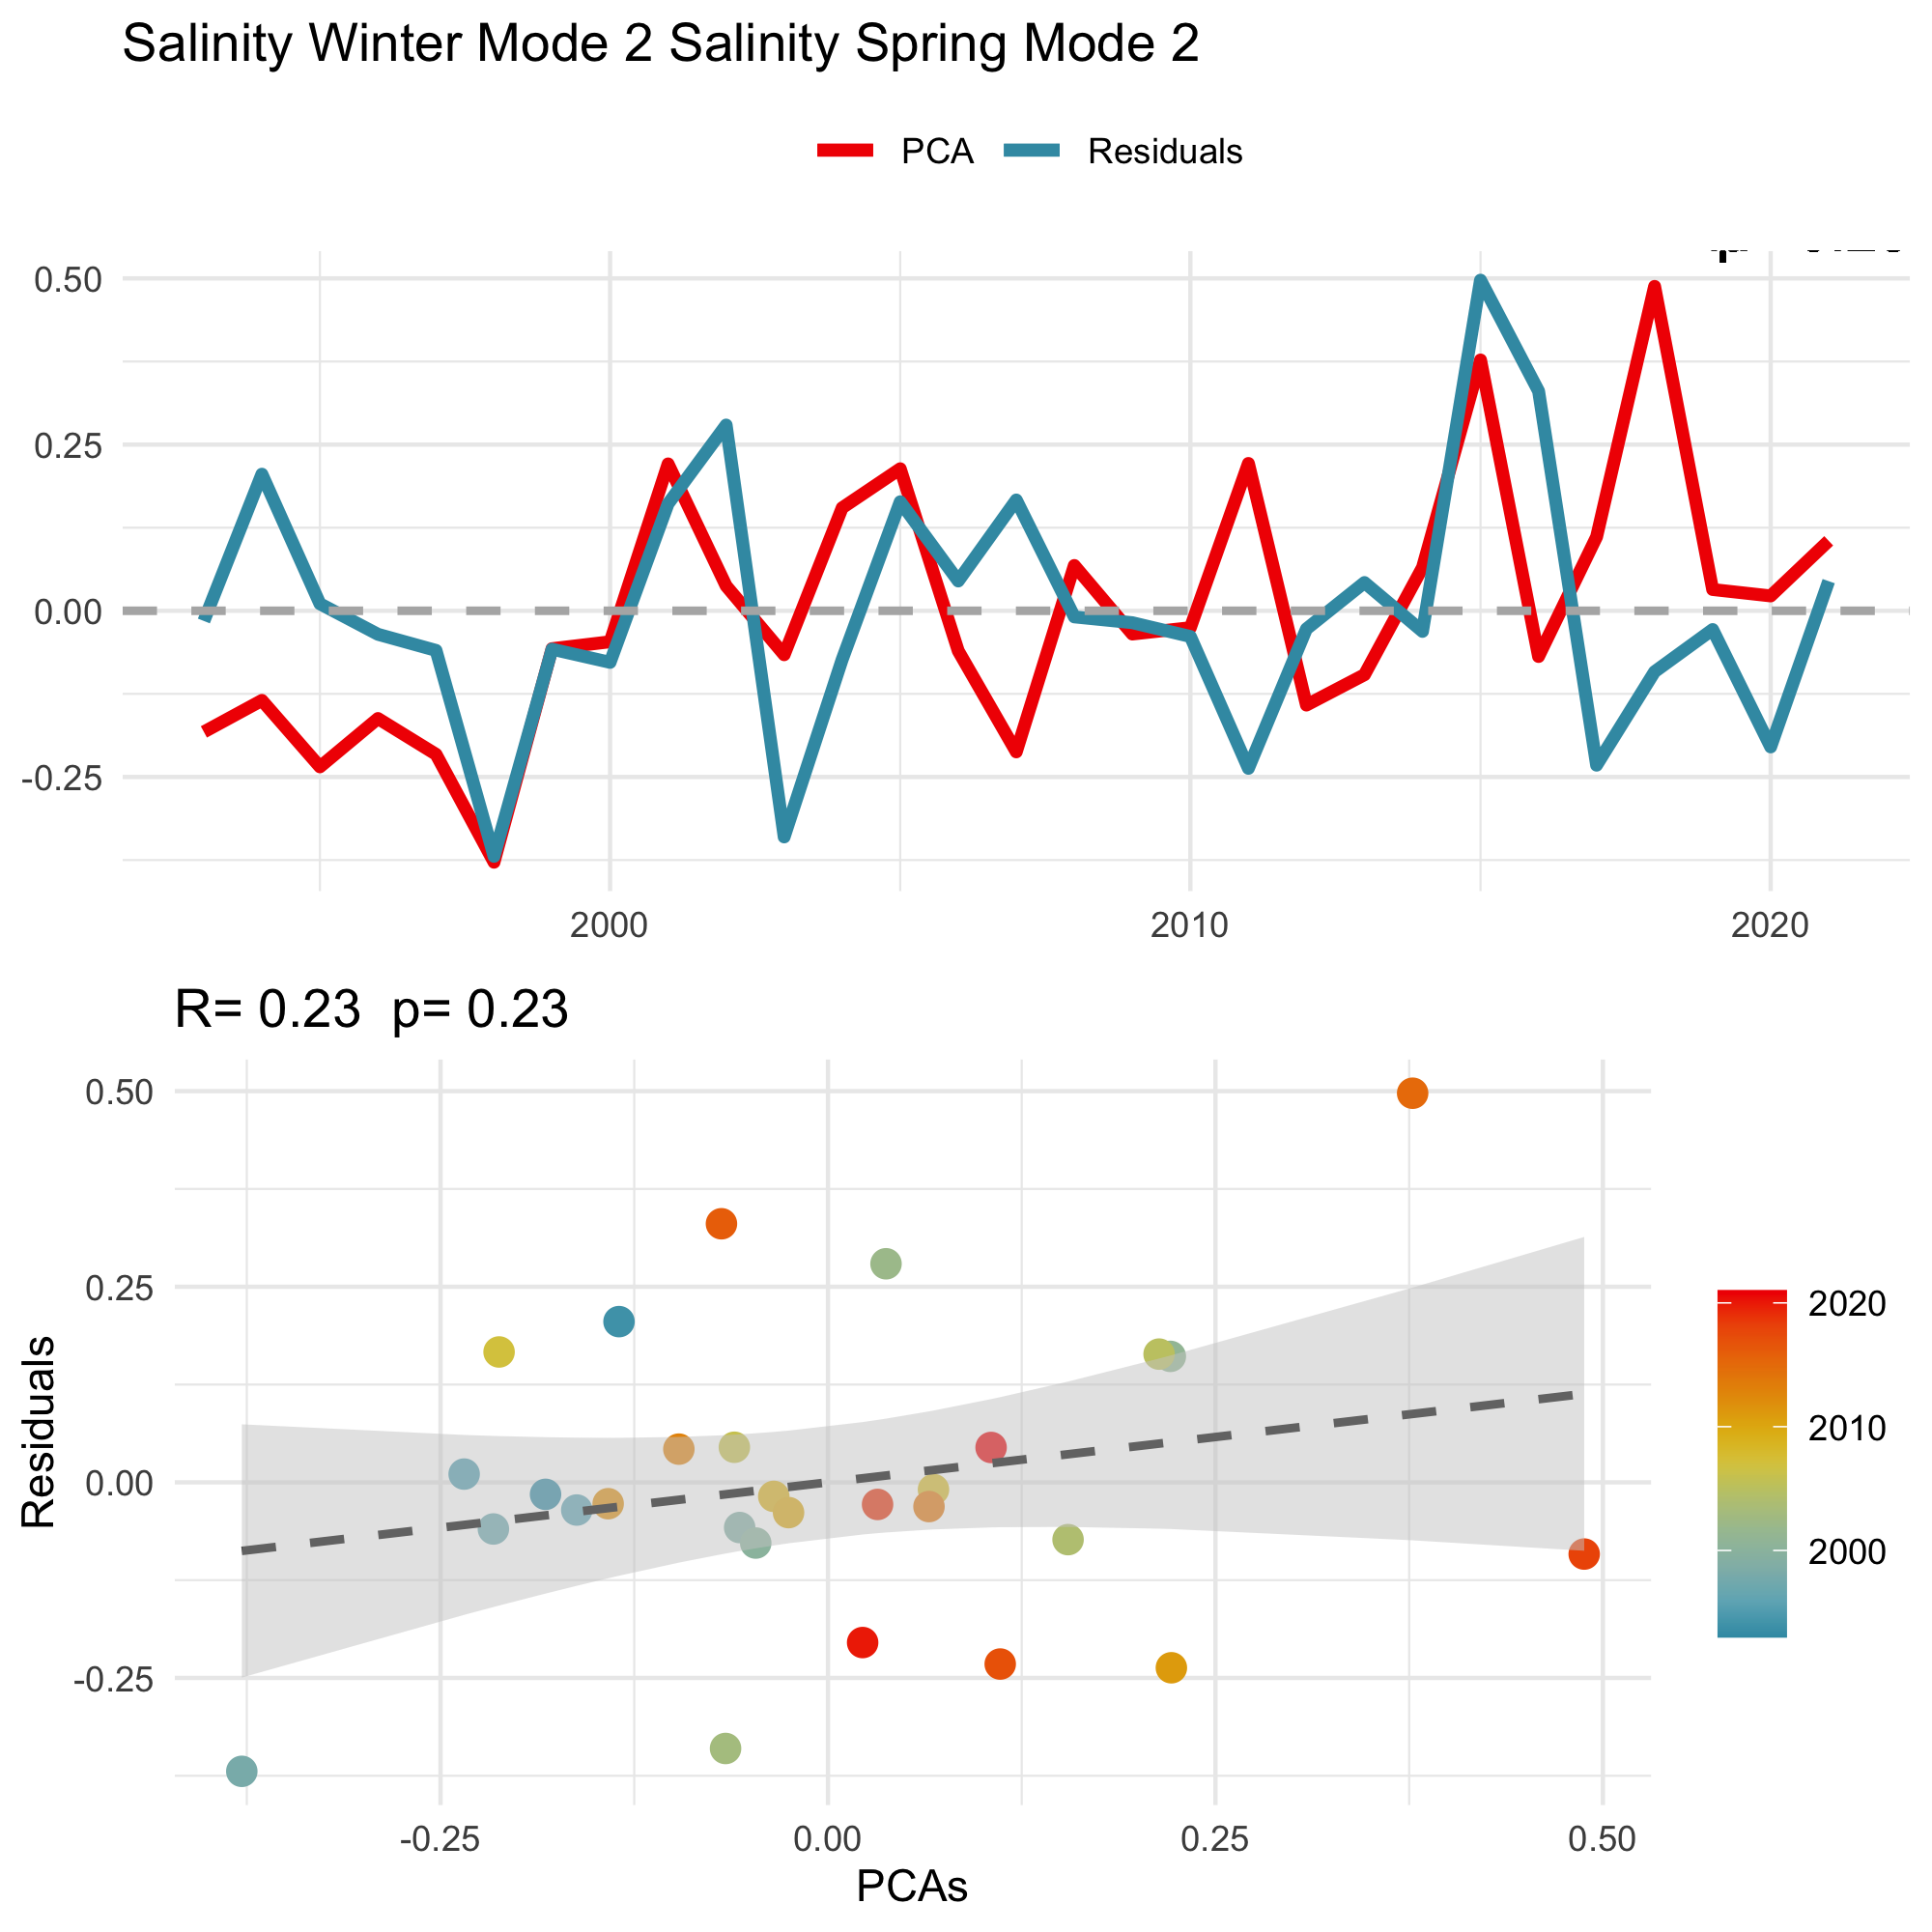 Salinity Winter Mode 2 Salinity Spring Mode 2
PCA Residuals
0.50
0.25
0.00
-0.25
2000 2010 2020
R= 0.23 p= 0.23
Residuals
0.50
0.25
0.00
-0.25
-0.25 0.00 0.25 0.50
PCAs
2020
2010
2000